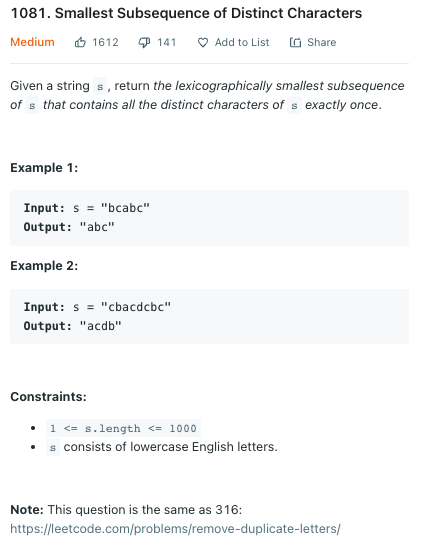 1081. Smallest Subsequence of Distinct Characters
Medium 1612 141 Add to List Share
Given a string s , return the lexicographically smallest subsequence
of s that contains all the distinct characters of s exactly once.
Example 1:
Input: s = "bcabc"
Output: "abc"
Example 2:
Input: s = "cbacdcbc"
Output: "acdb"
Constraints:
• 1 <= s.length <= 1000
• s consists of lowercase English letters.
Note: This question is the same as 316:
https://leetcode.com/problems/remove-duplicate-letters/